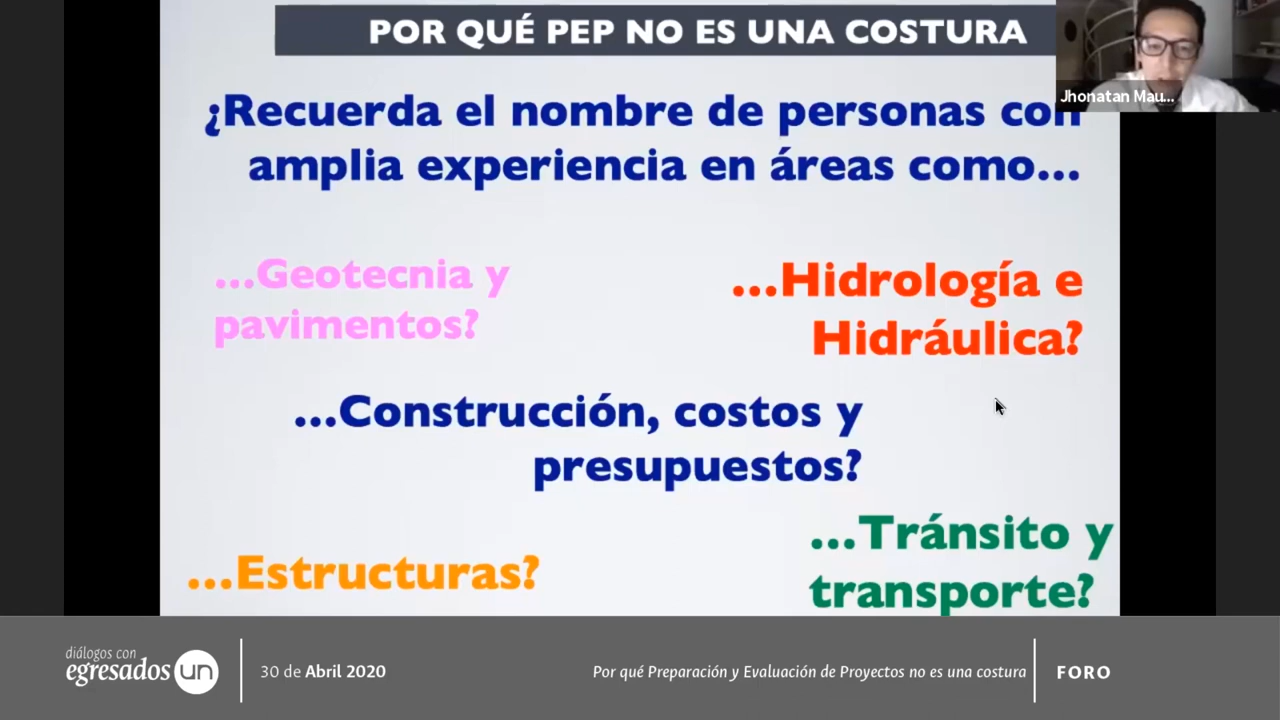 POR QUÉ PEP NO ES UNA COSTURA
Jhonatan Mau...
¿Recuerda el nombre de personas con
amplia experiencia en áreas como...
...Geotecnia y
pavimentos?
...Hidrología e
Hidráulica?
...Construcción, costos y
presupuestos?
...Estructuras?
...Tránsito y
transporte?
diálogos con
egresados un
30 de Abril 2020
Por qué Preparación y Evaluación de Proyectos no es una costura
FORO